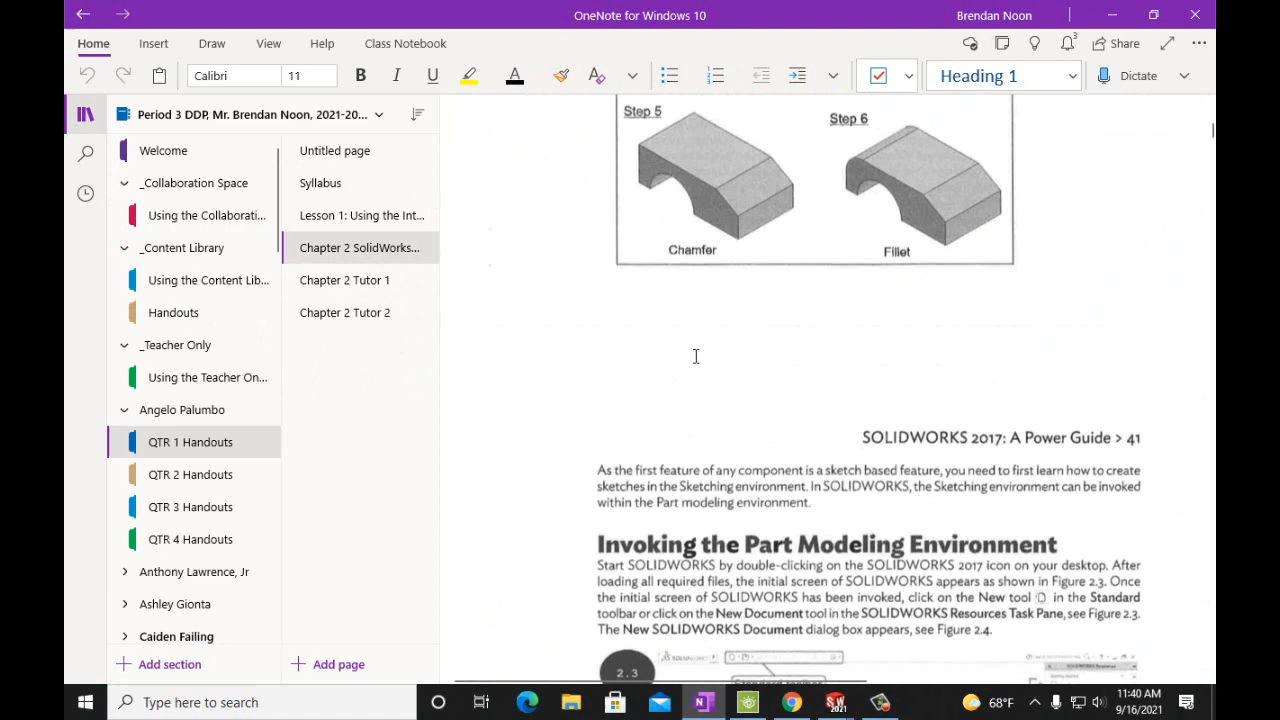 OneNote for Windows 10
Brendan Noon
Home
Insert
Draw
View
Help
Class Notebook
3
Share
Calibri
11
B
I
U
A
A
Heading 1
Dictate
Period 3 DDP, Mr. Brendan Noon, 2021-20...
Welcome
_Collaboration Space
Using the Collaborati...
_Content Library
Using the Content Lib...
Handouts
_Teacher Only
Using the Teacher On...
Angelo Palumbo
QTR 1 Handouts
QTR 2 Handouts
QTR 3 Handouts
QTR 4 Handouts
Anthony Lawrence, Jr
Ashley Gionta
Caiden Failing
Add section
Untitled page
Syllabus
Lesson 1: Using the Int...
Chapter 2 SolidWorks...
Chapter 2 Tutor 1
Chapter 2 Tutor 2
Add page
Step 5
Step 6
Chamfer
Fillet
SOLIDWORKS 2017: A Power Guide > 41
As the first feature of any component is a sketch based feature, you need to first learn how to create
sketches in the Sketching environment. In SOLIDWORKS, the Sketching environment can be invoked
within the Part modeling environment.
Invoking the Part Modeling Environment
Start SOLIDWORKS by double-clicking on the SOLIDWORKS 2017 icon on your desktop. After
loading all required files, the initial screen of SOLIDWORKS appears as shown in Figure 2.3. Once
the initial screen of SOLIDWORKS has been invoked, click on the New tool in the Standard
toolbar or click on the New Document tool in the SOLIDWORKS Resources Task Pane, see Figure 2.3.
The New SOLIDWORKS Document dialog box appears, see Figure 2.4.
2.3
Type here to search
SW
2021
68°F
11:40 AM
9/16/2021